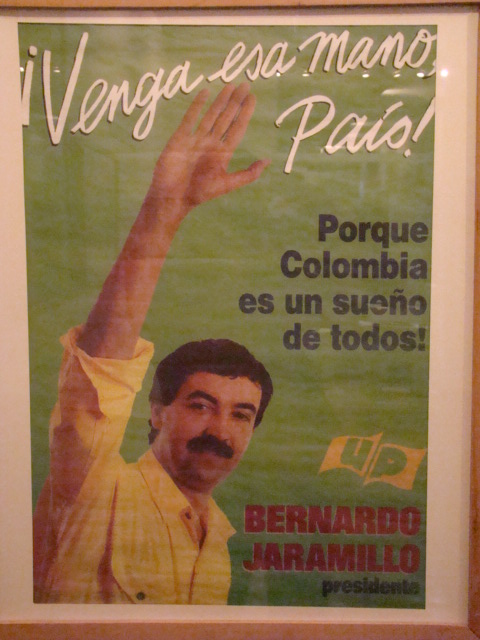 ¡Venga esa mano,
País!
Porque
Colombia
es un sueño
de todos!
UP
BERNARDO
JARAMILLO
presidente